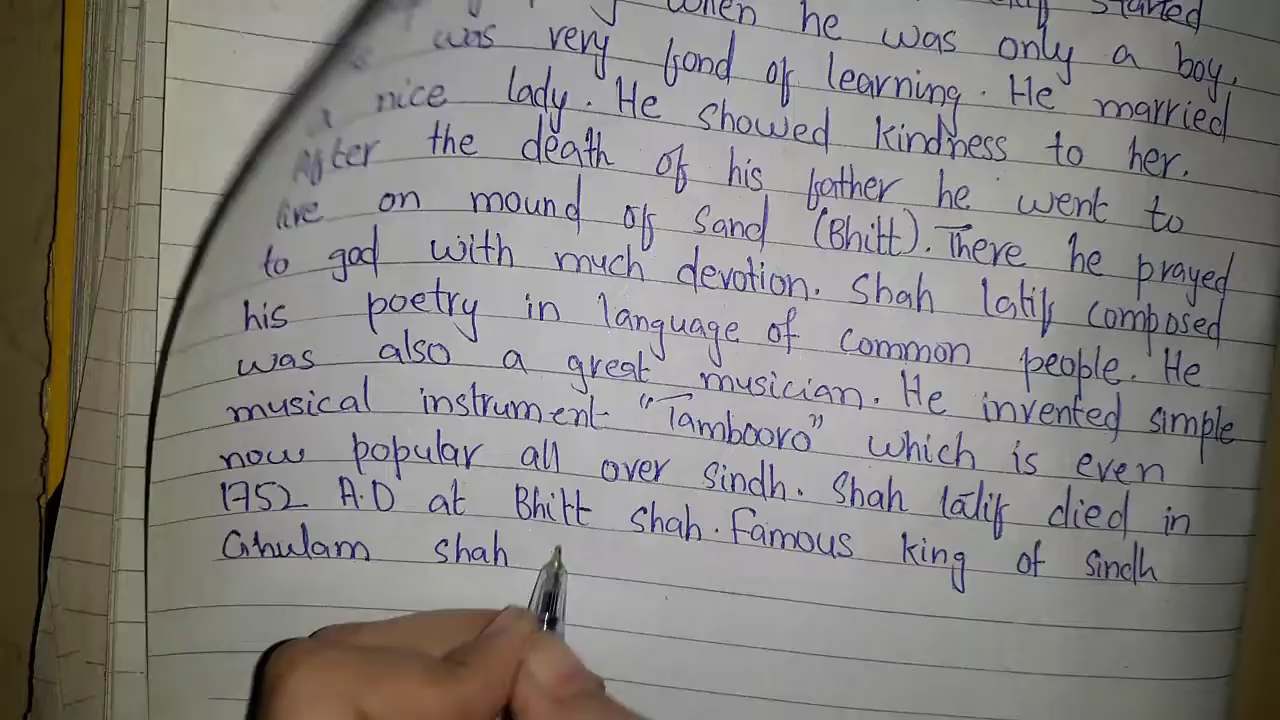 started
when he was only a boy.
was very fond of learning. He married
nice lady. He showed kindness to her.
After the death of his father he went to
live on mound of sand (Bhitt). There he prayed
to god with much devotion. Shah latif composed
his poetry in language of common people. He
was also a great musician. He invented simple
musical instrument "Tambooro" which is even
now popular all over sindh. Shah latif died in
1752 A.D at Bhitt shah. Famous king of sindh
Ghulam shah